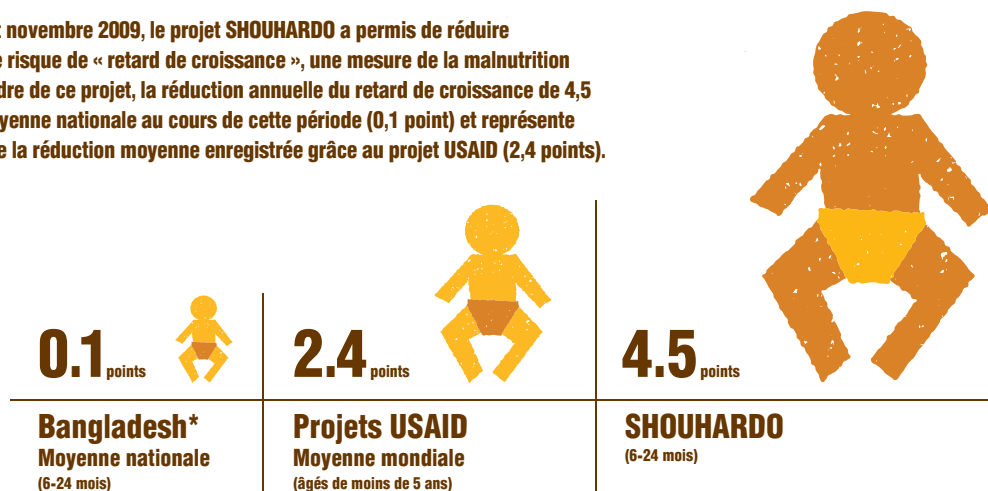 novembre 2009, le projet SHOUHARDO a permis de réduire
risque de « retard de croissance », une mesure de la malnutrition
de ce projet, la réduction annuelle du retard de croissance de 4,5
nationale au cours de cette période (0,1 point) et représente
la réduction moyenne enregistrée grâce au projet USAID (2,4 points).
0.1 points
2.4 points
4.5 points
Bangladesh*
Moyenne nationale
(6-24 mois)
Projets USAID
Moyenne mondiale
(âgés de moins de 5 ans)
SHOUHARDO
(6-24 mois)